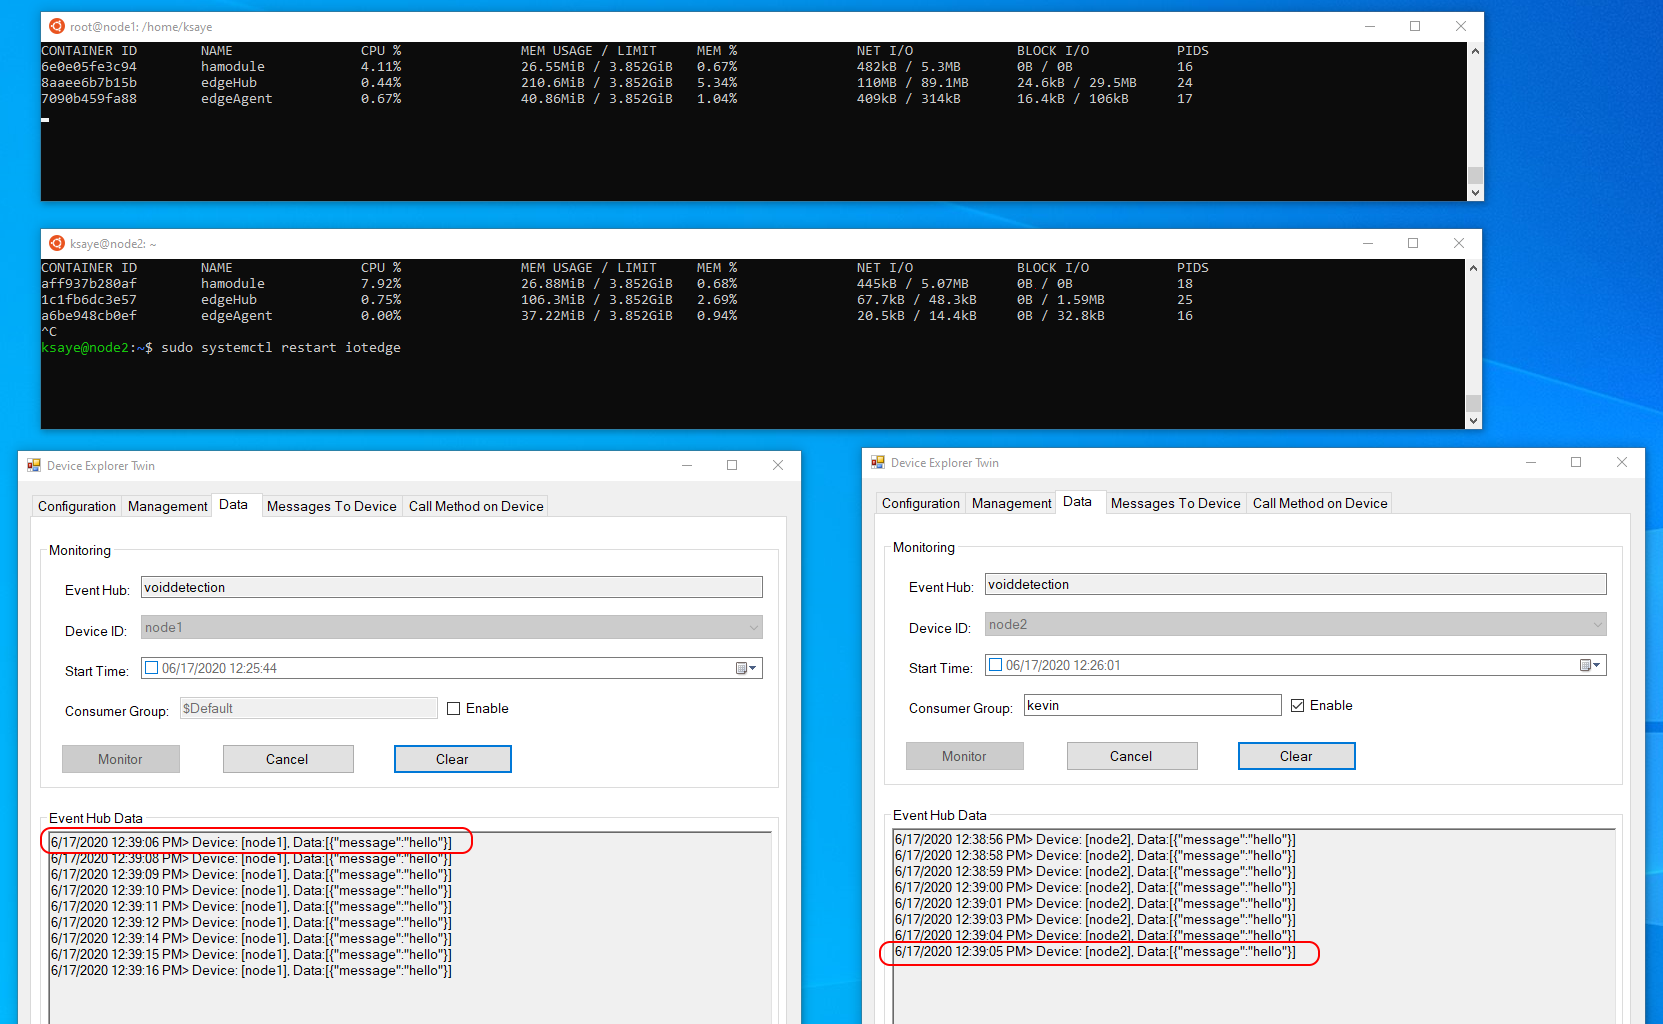 root@node1: /home/ksaye
CONTAINER ID NAME CPU % MEM USAGE / LIMIT MEM % NET I/O BLOCK I/O PIDS
6e0e05fe3c94 hamodule 4.11% 26.55MiB / 3.852GiB 0.67% 482kB / 5.3MB 0B / 0B 16
8aaee6b7b15b edgeHub 0.44% 210.6MiB / 3.852GiB 5.34% 110MB / 89.1MB 24.6kB / 29.5MB 24
7090b459fa88 edgeAgent 0.67% 40.86MiB / 3.852GiB 1.04% 409kB / 314kB 16.4kB / 106kB 17
ksaye@node2: ~
CONTAINER ID NAME CPU % MEM USAGE / LIMIT MEM % NET I/O BLOCK I/O PIDS
aff937b280af hamodule 7.92% 26.88MiB / 3.852GiB 0.68% 445kB / 5.07MB 0B / 0B 18
1c1fb6dc3e57 edgeHub 0.75% 106.3MiB / 3.852GiB 2.69% 67.7kB / 48.3kB 0B / 1.59MB 25
a6be948cb0ef edgeAgent 0.00% 37.22MiB / 3.852GiB 0.94% 20.5kB / 14.4kB 0B / 32.8kB 16
^C
ksaye@node2:~$ sudo systemctl restart iotedge
Device Explorer Twin
Configuration Management Data Messages To Device Call Method on Device
Monitoring
Event Hub: voiddetection
Device ID: node1
Start Time: 06/17/2020 12:25:44
Consumer Group: $Default Enable
Monitor Cancel Clear
Event Hub Data
6/17/2020 12:39:06 PM> Device: [node1], Data:[{"message":"hello"}]
6/17/2020 12:39:08 PM> Device: [node1], Data:[{"message":"hello"}]
6/17/2020 12:39:09 PM> Device: [node1], Data:[{"message":"hello"}]
6/17/2020 12:39:10 PM> Device: [node1], Data:[{"message":"hello"}]
6/17/2020 12:39:11 PM> Device: [node1], Data:[{"message":"hello"}]
6/17/2020 12:39:12 PM> Device: [node1], Data:[{"message":"hello"}]
6/17/2020 12:39:14 PM> Device: [node1], Data:[{"message":"hello"}]
6/17/2020 12:39:15 PM> Device: [node1], Data:[{"message":"hello"}]
6/17/2020 12:39:16 PM> Device: [node1], Data:[{"message":"hello"}]
Device Explorer Twin
Configuration Management Data Messages To Device Call Method on Device
Monitoring
Event Hub: voiddetection
Device ID: node2
Start Time: 06/17/2020 12:26:01
Consumer Group: kevin Enable
Monitor Cancel Clear
Event Hub Data
6/17/2020 12:38:56 PM> Device: [node2], Data:[{"message":"hello"}]
6/17/2020 12:38:58 PM> Device: [node2], Data:[{"message":"hello"}]
6/17/2020 12:38:59 PM> Device: [node2], Data:[{"message":"hello"}]
6/17/2020 12:39:00 PM> Device: [node2], Data:[{"message":"hello"}]
6/17/2020 12:39:01 PM> Device: [node2], Data:[{"message":"hello"}]
6/17/2020 12:39:03 PM> Device: [node2], Data:[{"message":"hello"}]
6/17/2020 12:39:04 PM> Device: [node2], Data:[{"message":"hello"}]
6/17/2020 12:39:05 PM> Device: [node2], Data:[{"message":"hello"}]